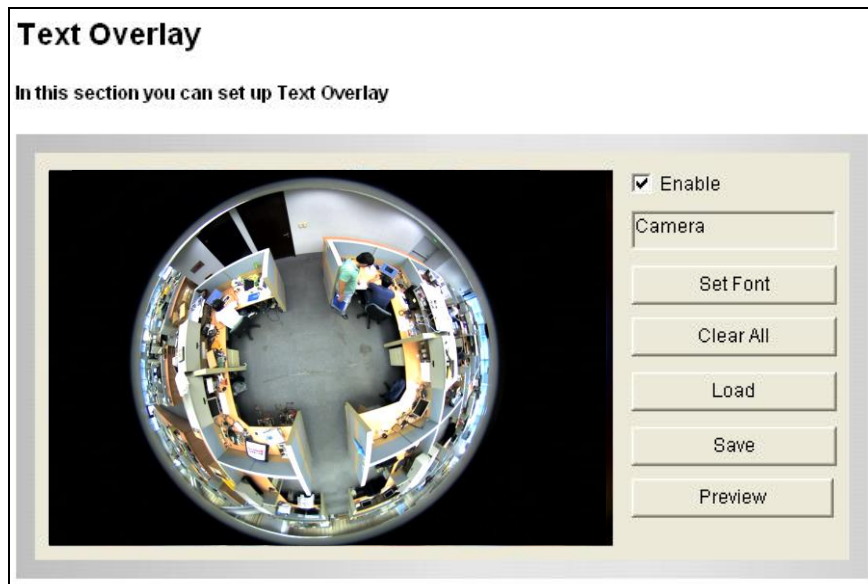 Text Overlay
In this section you can set up Text Overlay
Enable
Camera
Set Font
Clear All
Load
Save
Preview